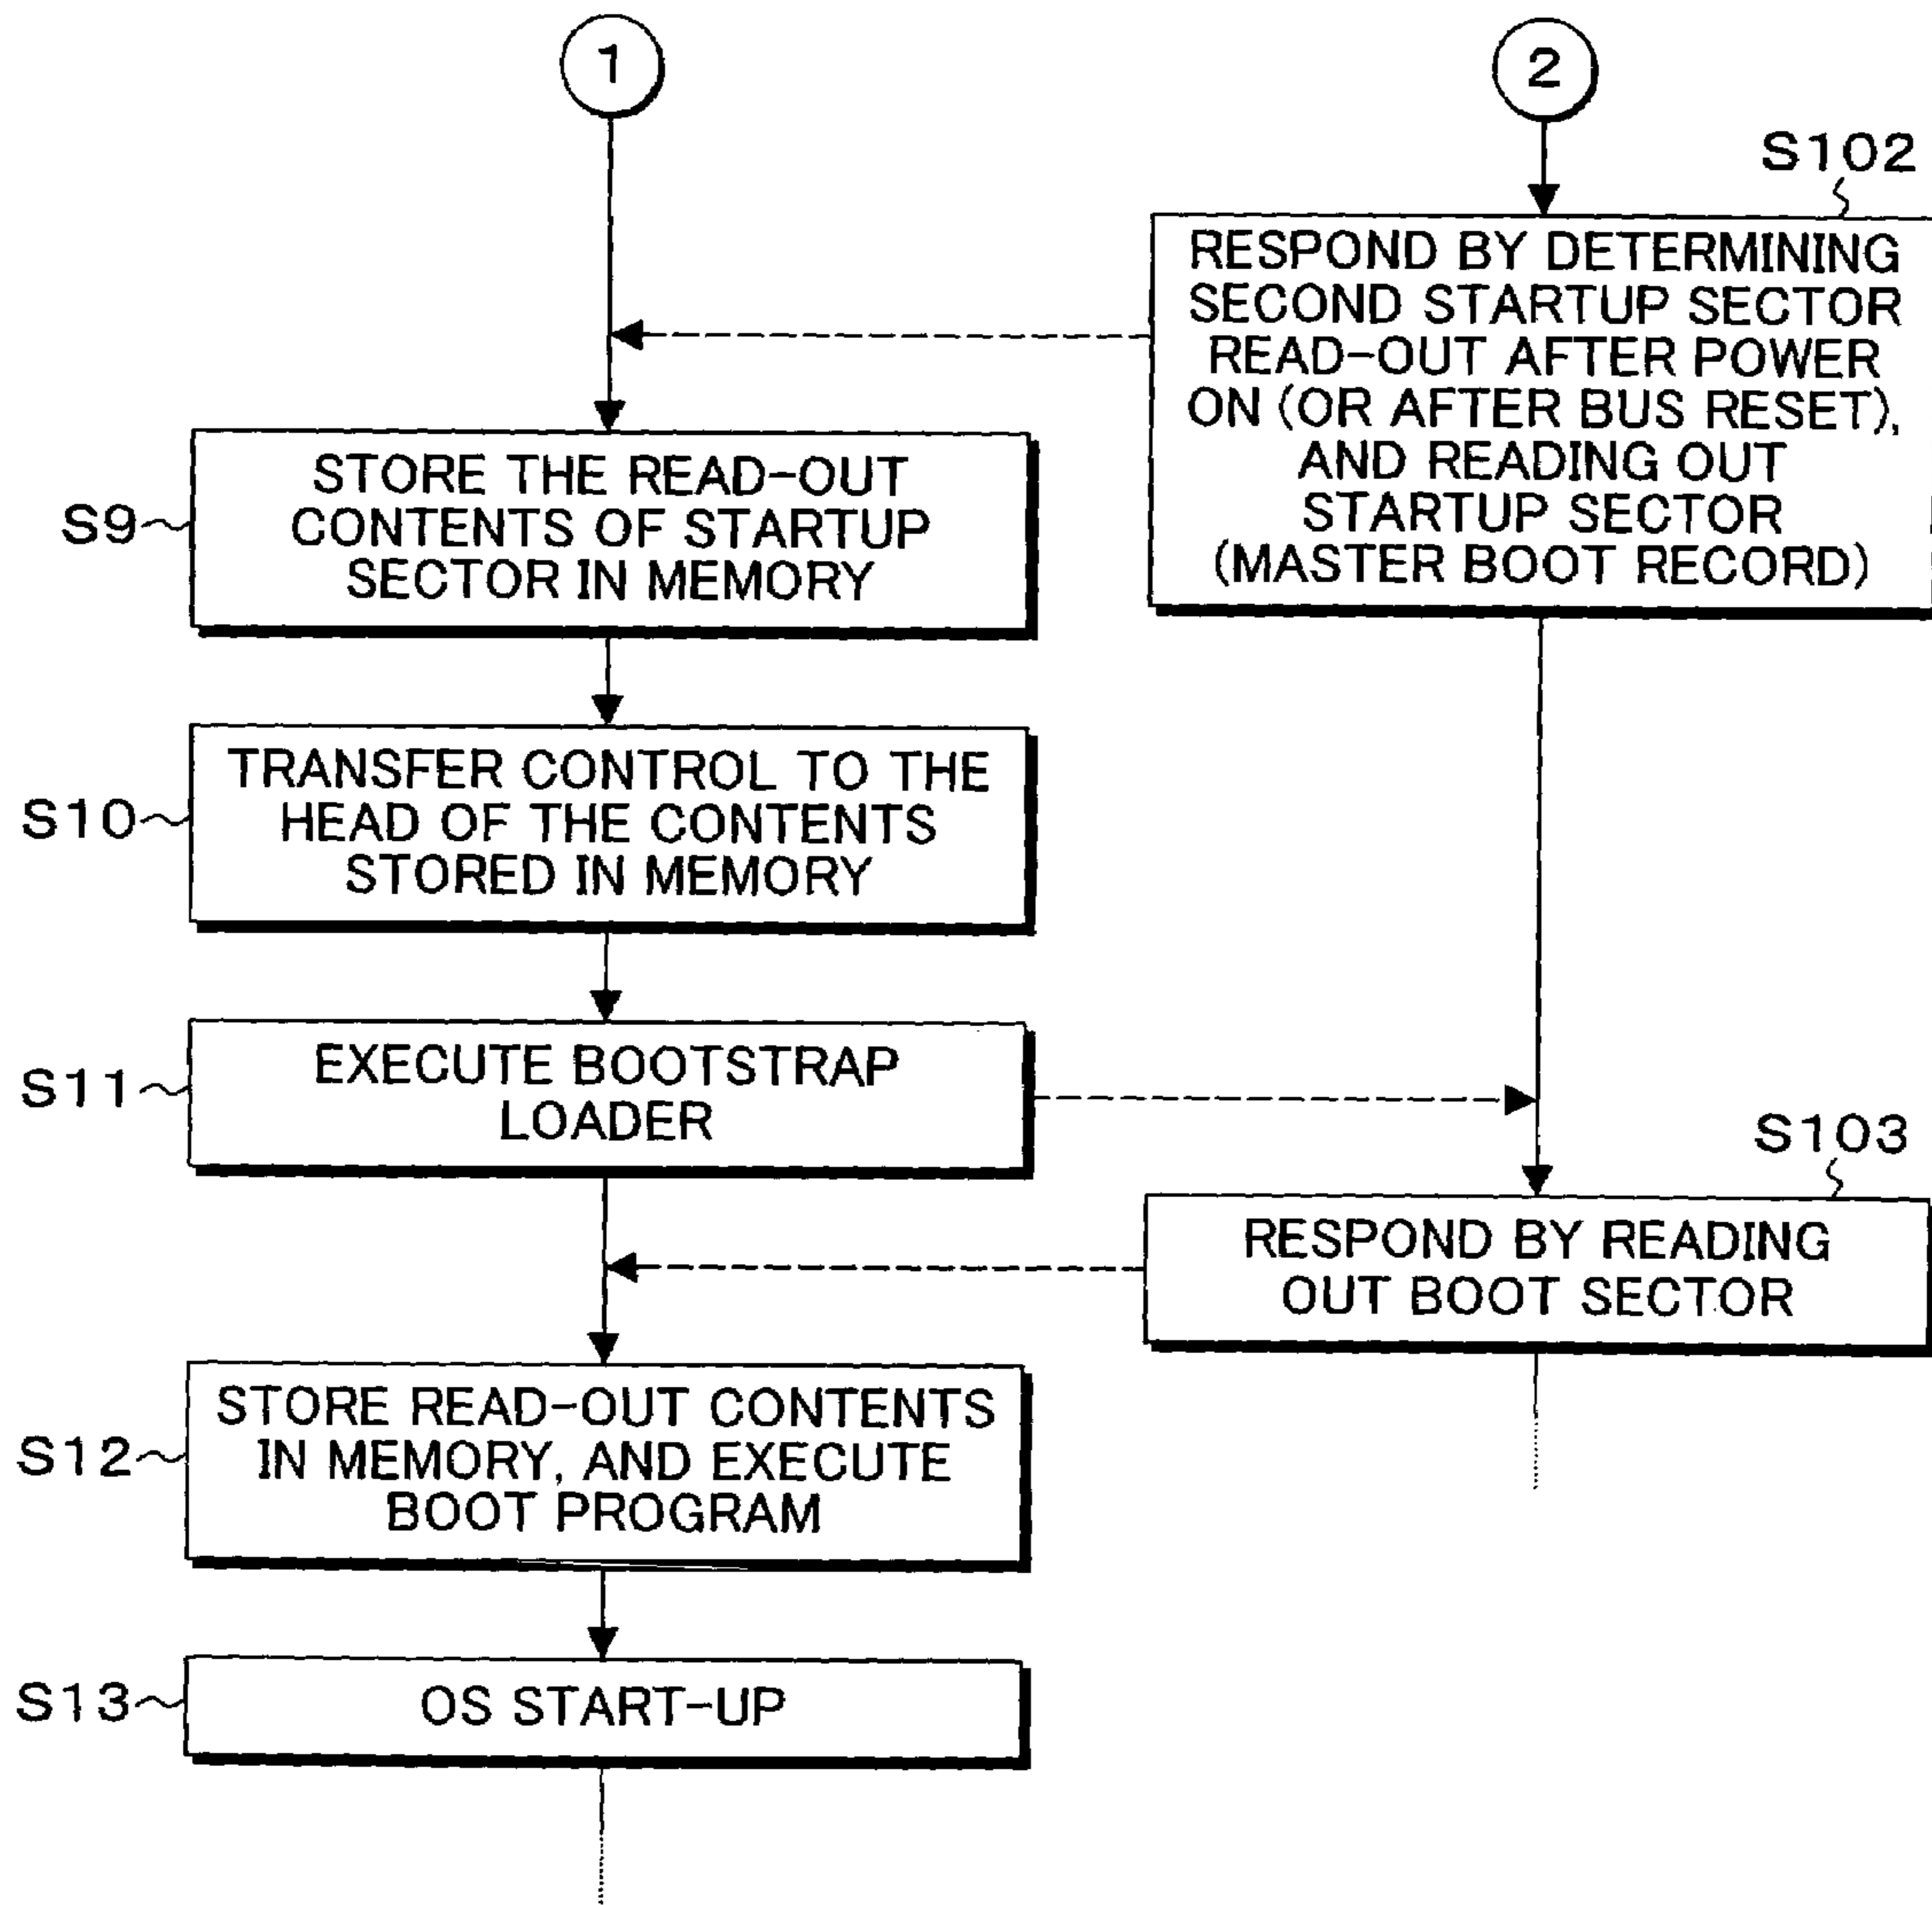 1
2
S102
RESPOND BY DETERMINING
SECOND STARTUP SECTOR
READ-OUT AFTER POWER
ON (OR AFTER BUS RESET),
AND READING OUT
STARTUP SECTOR
(MASTER BOOT RECORD)
S9
STORE THE READ-OUT
CONTENTS OF STARTUP
SECTOR IN MEMORY
S10
TRANSFER CONTROL TO THE
HEAD OF THE CONTENTS
STORED IN MEMORY
S11
EXECUTE BOOTSTRAP
LOADER
S103
RESPOND BY READING
OUT BOOT SECTOR
S12
STORE READ-OUT CONTENTS
IN MEMORY, AND EXECUTE
BOOT PROGRAM
S13
OS START-UP